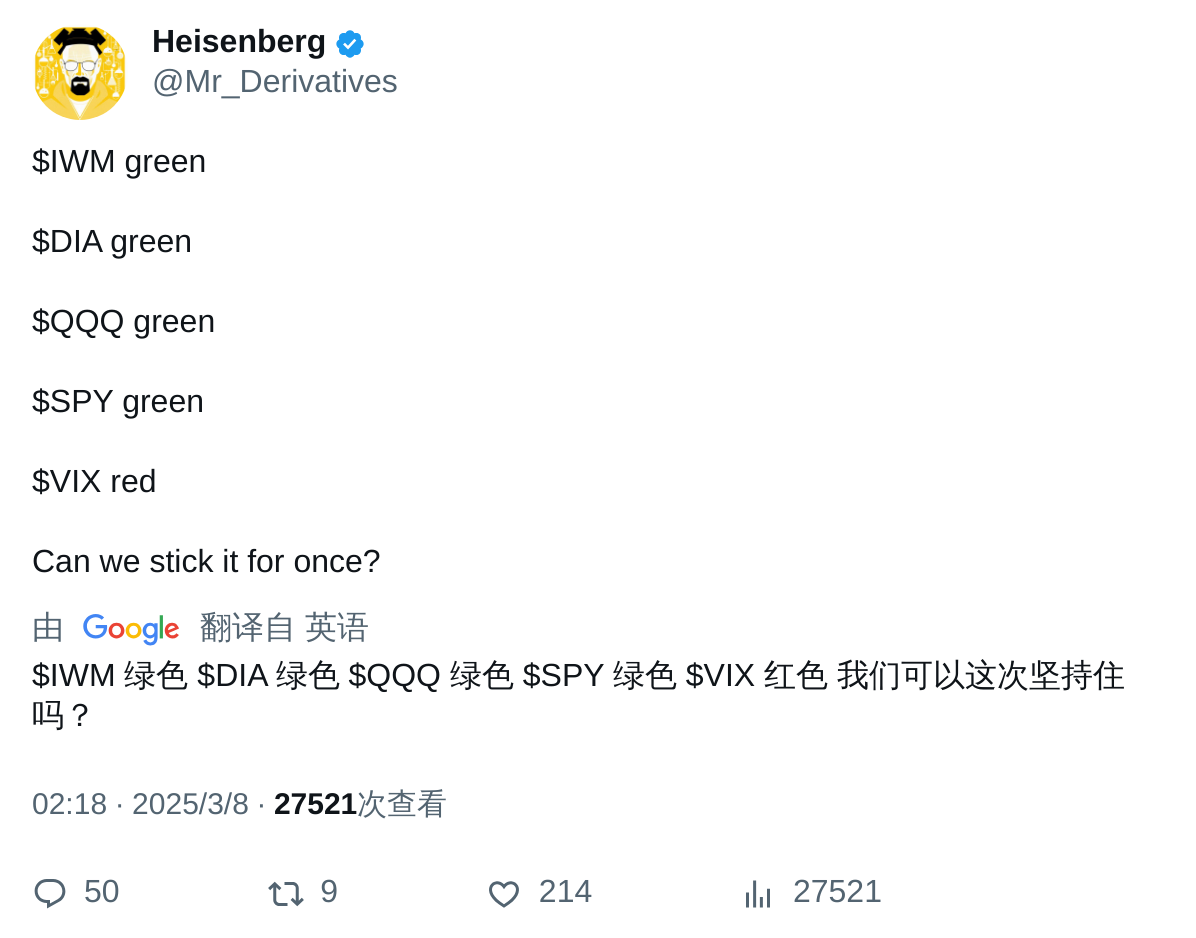 Heisenberg
@Mr_Derivatives
$IWM green
$DIA green
$QQQ green
$SPY green
$VIX red
Can we stick it for once?
由 Google 翻译自 英语
$IWM 绿色 $DIA 绿色 $QQQ 绿色 $SPY 绿色 $VIX 红色 我们可以这次坚持住
吗？
02:18 · 2025/3/8 · 27521次查看
50 9 214 27521